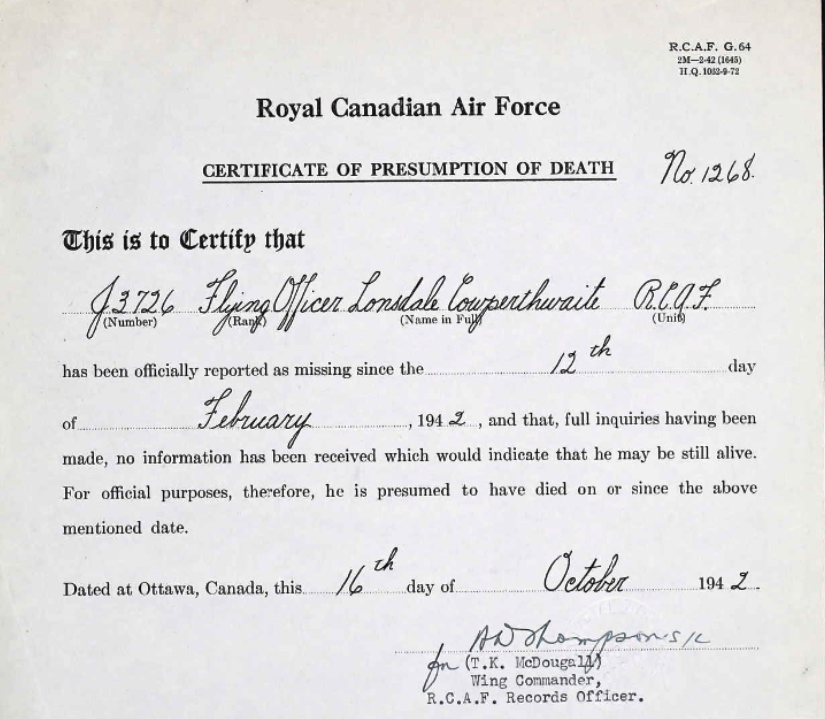 R.C.A.F. G.64
2M—2-42 (1645)
H.Q. 1052-9-72
Royal Canadian Air Force
CERTIFICATE OF PRESUMPTION OF DEATH No. 1268.
This is to Certify that
J3726 Flying Officer Lonsdale Cowperthwaite R.C.A.F.
(Number) (Rank) (Name in Full) (Unit)
has been officially reported as missing since the 12th day
of February, 1942, and that, full inquiries having been
made, no information has been received which would indicate that he may be still alive.
For official purposes, therefore, he is presumed to have died on or since the above
mentioned date.
Dated at Ottawa, Canada, this 16th day of October 1942.
A D Thompson S/L
for (T.K. McDougall)
Wing Commander,
R.C.A.F. Records Officer.